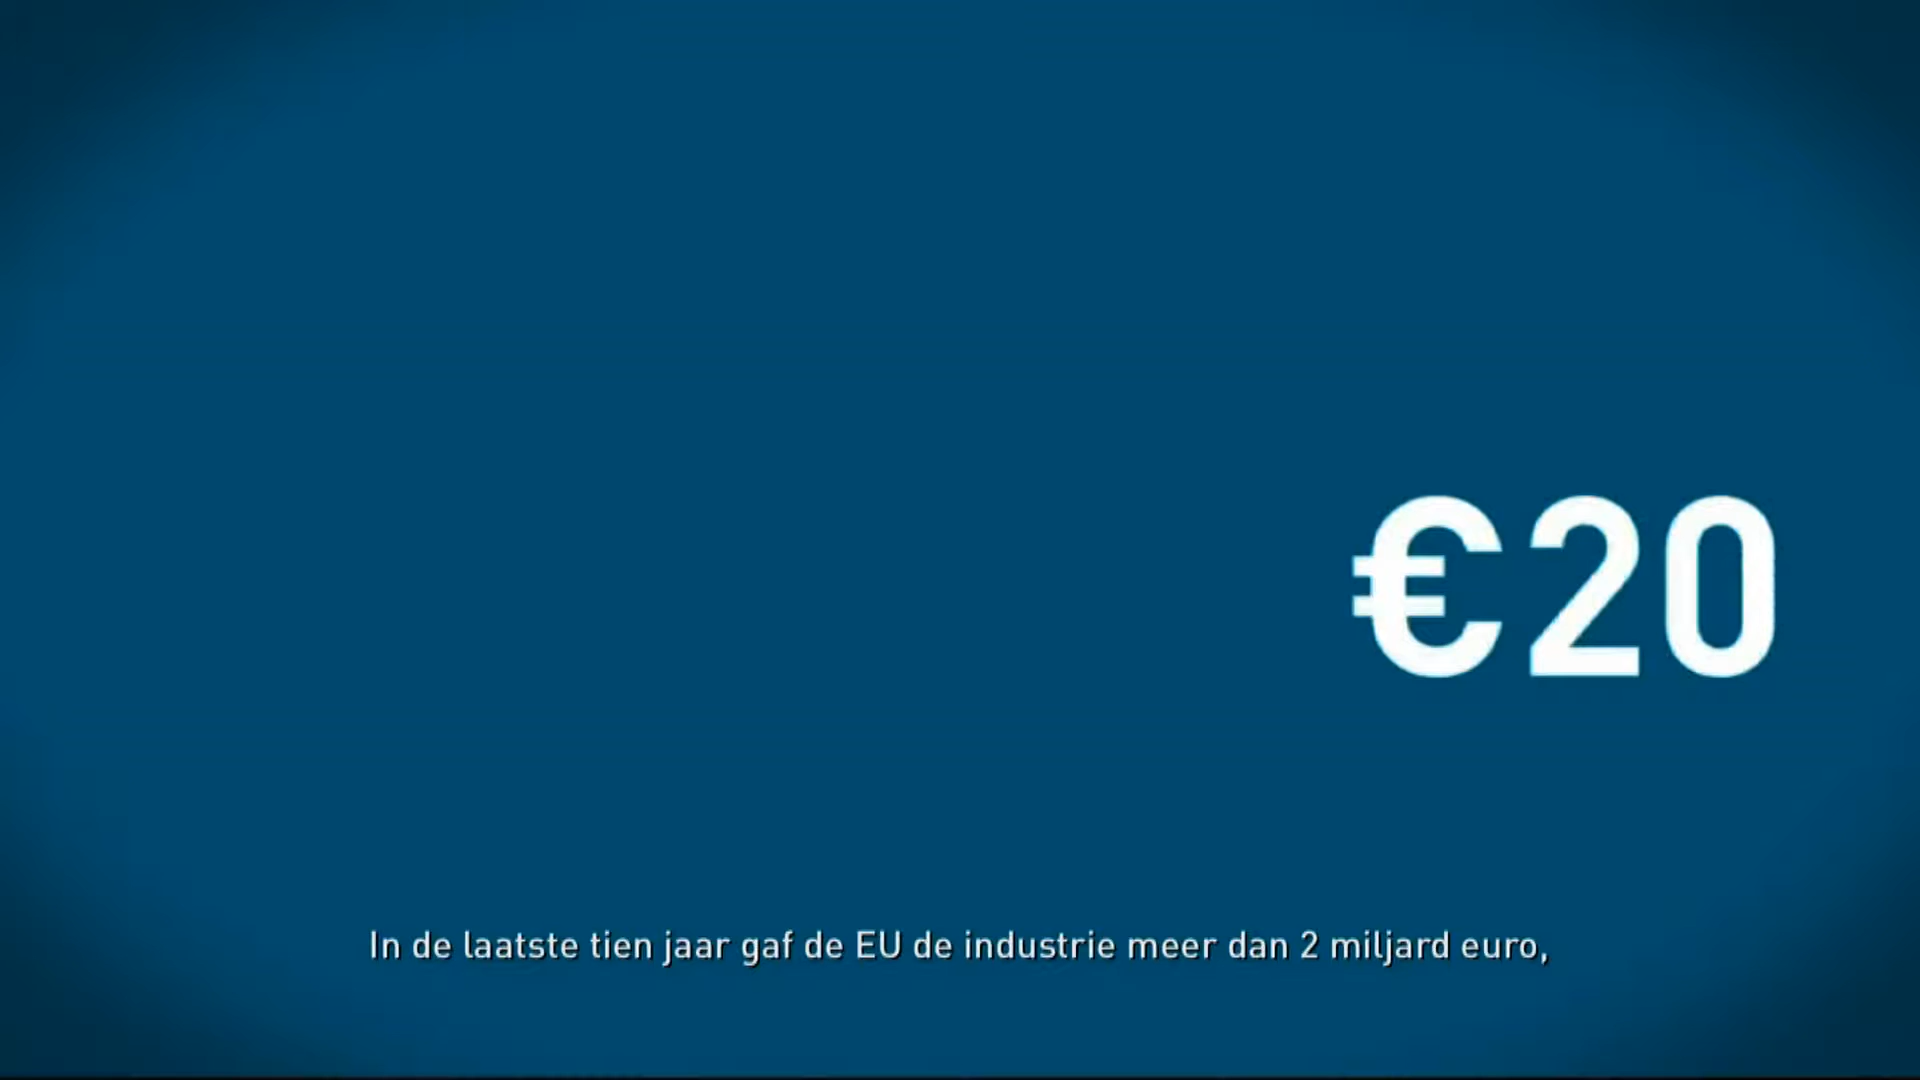 €20
In de laatste tien jaar gaf de EU de industrie meer dan 2 miljard euro,